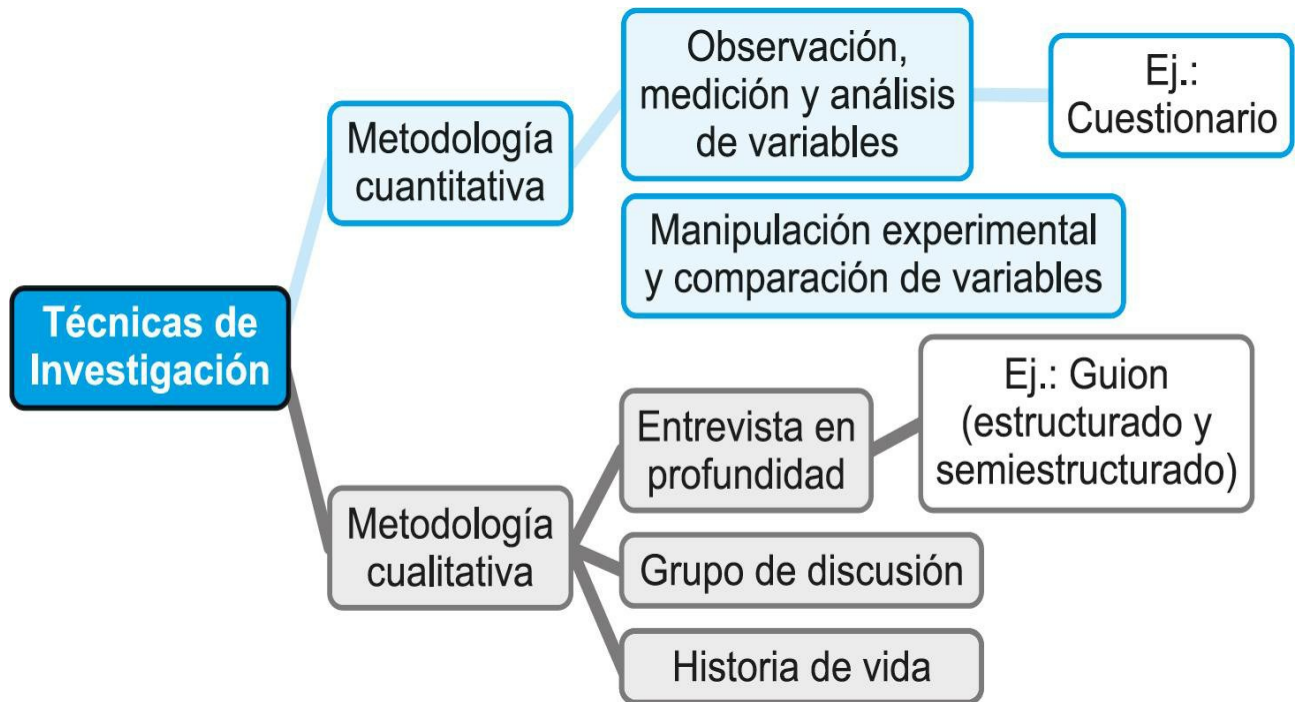 Técnicas de
Investigación
Metodología
cuantitativa
Observación,
medición y análisis
de variables
Ej.:
Cuestionario
Manipulación experimental
y comparación de variables
Metodología
cualitativa
Entrevista en
profundidad
Ej.: Guion
(estructurado y
semiestructurado)
Grupo de discusión
Historia de vida